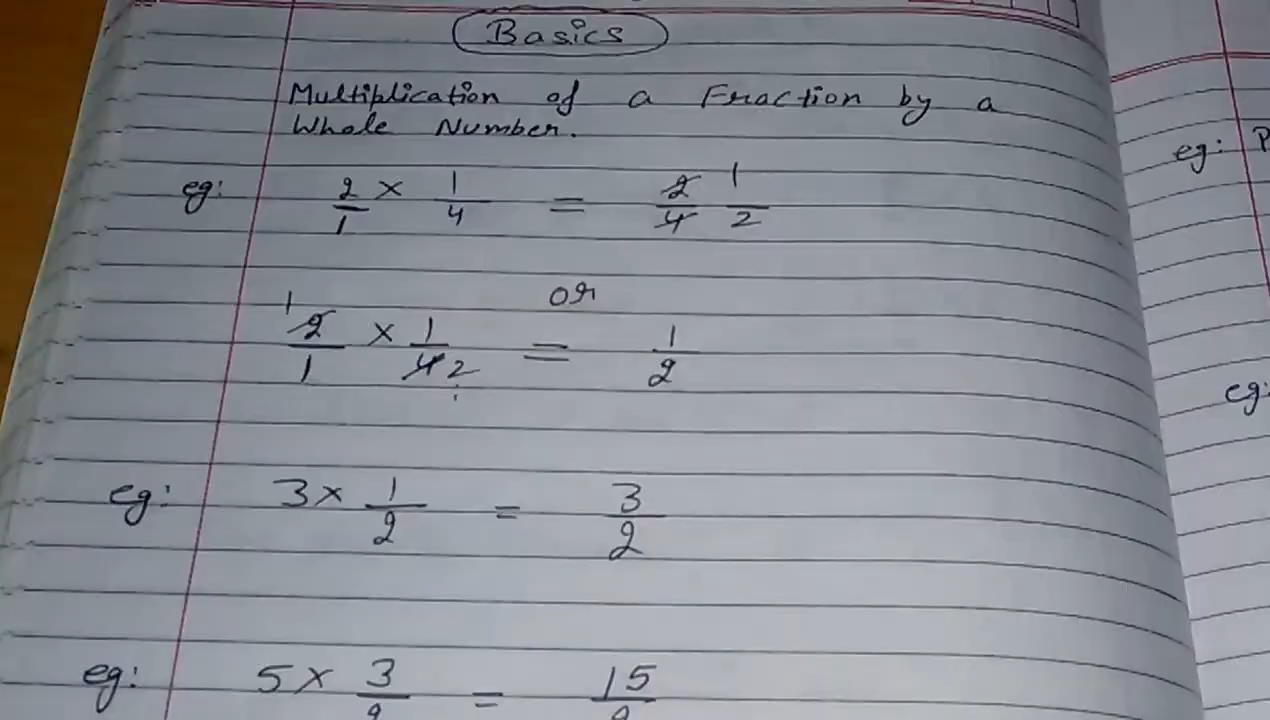 Basics
Multiplication of a Fraction by a
Whole Number.
eg: 2/1 × 1/4 = 2/4 1/2
or
1 2/1 × 1/4 2 = 1/2
eg: 3 × 1/2 = 3/2
eg: 5 × 3 = 15
eg: P
eg: